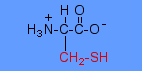 H O
+
H₃N-C-C-O⁻
CH₂-SH